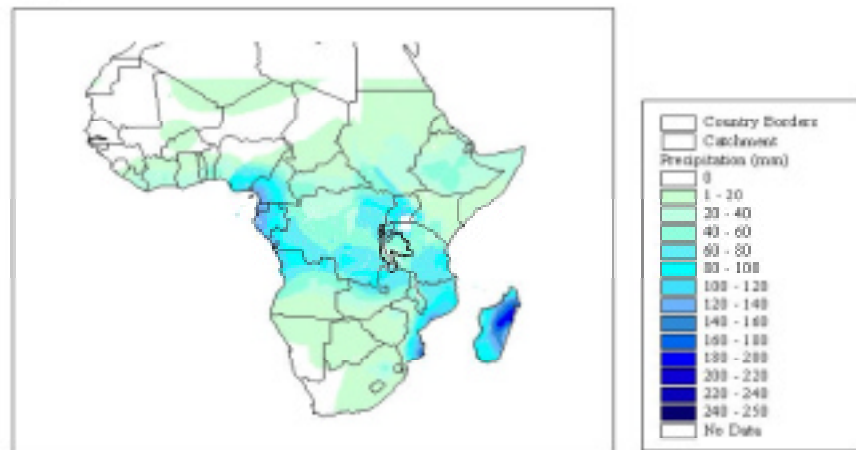 Country Borders
Catchment
Precipitation (mm)
0
1 - 20
20 - 40
40 - 60
60 - 80
80 - 100
100 - 120
120 - 140
140 - 160
160 - 180
180 - 200
200 - 220
220 - 240
240 - 250
No Data